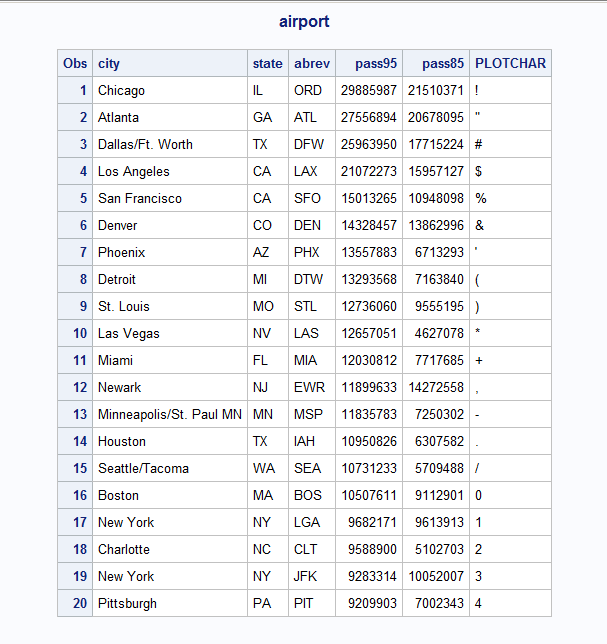 airport
Obs city state abrev pass95 pass85 PLOTCHAR
1 Chicago IL ORD 29885987 21510371 !
2 Atlanta GA ATL 27556894 20678095 "
3 Dallas/Ft. Worth TX DFW 25963950 17715224 #
4 Los Angeles CA LAX 21072273 15957127 $
5 San Francisco CA SFO 15013265 10948098 %
6 Denver CO DEN 14328457 13862996 &
7 Phoenix AZ PHX 13557883 6713293 '
8 Detroit MI DTW 13293568 7163840 (
9 St. Louis MO STL 12736060 9555195 )
10 Las Vegas NV LAS 12657051 4627078 *
11 Miami FL MIA 12030812 7717685 +
12 Newark NJ EWR 11899633 14272558 ,
13 Minneapolis/St. Paul MN MN MSP 11835783 7250302 -
14 Houston TX IAH 10950826 6307582 .
15 Seattle/Tacoma WA SEA 10731233 5709488 /
16 Boston MA BOS 10507611 9112901 0
17 New York NY LGA 9682171 9613913 1
18 Charlotte NC CLT 9588900 5102703 2
19 New York NY JFK 9283314 10052007 3
20 Pittsburgh PA PIT 9209903 7002343 4